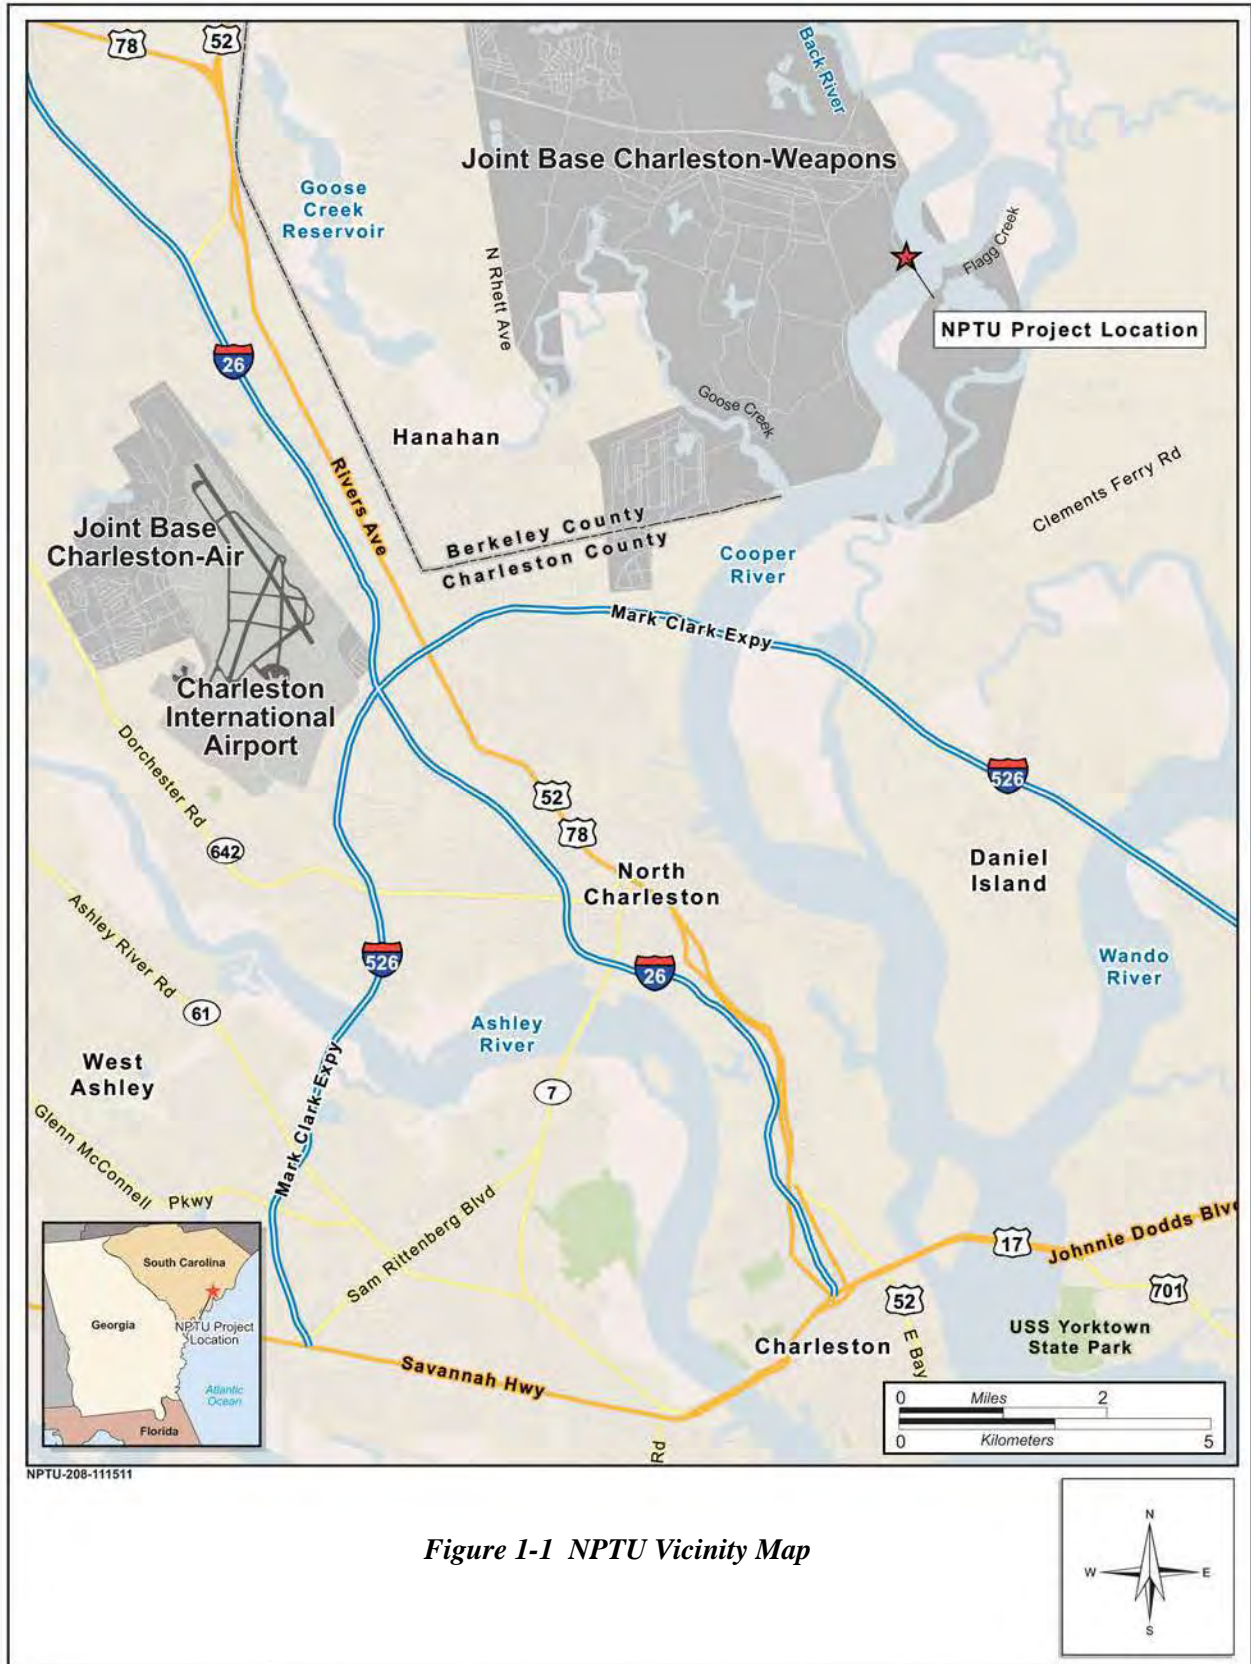 78
52
Back River
Joint Base Charleston-Weapons
Goose
Creek
Reservoir
N Rhett Ave
Flagg Creek
NPTU Project Location
26
Goose Creek
Hanahan
Rivers Ave
Clements Ferry Rd
Joint Base
Charleston-Air
Berkeley County
Charleston County
Cooper
River
Mark Clark Expy
Charleston
International
Airport
Dorchester Rd
526
52
78
642
North
Charleston
Daniel
Island
Ashley River Rd
526
26
Wando
River
61
Ashley
River
West
Ashley
7
Mark Clark Expy
Glenn McConnell
Pkwy
Sam Rittenberg Blvd
17
Johnnie Dodds Blv
701
52
E Bay
USS Yorktown
State Park
Charleston
Savannah Hwy
Rd
South Carolina
Georgia
NPTU Project
Location
Atlantic
Ocean
Florida
0 Miles 2
0 Kilometers 5
NPTU-208-111511
Figure 1-1 NPTU Vicinity Map
N
W E
S